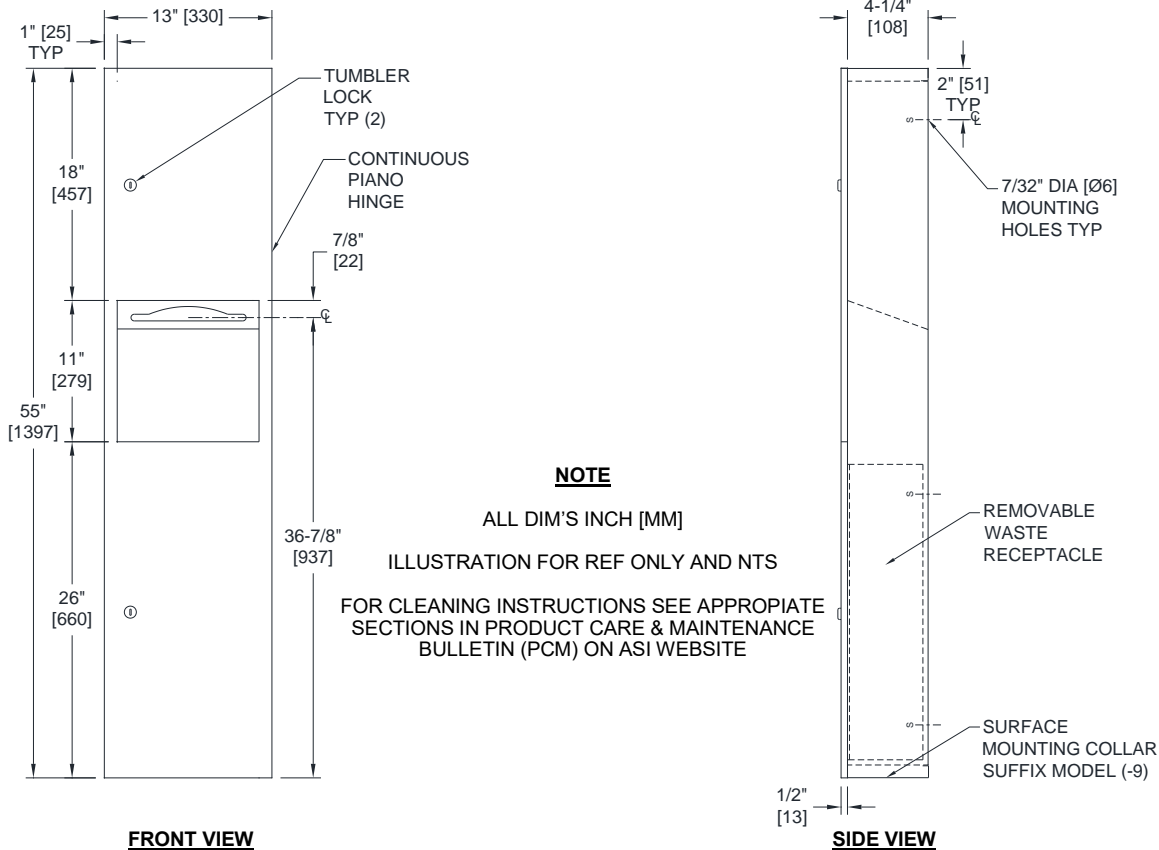 13" [330]
1" [25]
TYP
TUMBLER
LOCK
TYP (2)
CONTINUOUS
PIANO
HINGE
18"
[457]
7/8"
[22]
℄
11"
[279]
55"
[1397]
36-7/8"
[937]
26"
[660]
FRONT VIEW
NOTE
ALL DIM'S INCH [MM]
ILLUSTRATION FOR REF ONLY AND NTS
FOR CLEANING INSTRUCTIONS SEE APPROPIATE
SECTIONS IN PRODUCT CARE & MAINTENANCE
BULLETIN (PCM) ON ASI WEBSITE
4-1/4"
[108]
2" [51]
TYP
℄
S
7/32" DIA [Ø6]
MOUNTING
HOLES TYP
S
REMOVABLE
WASTE
RECEPTACLE
S
SURFACE
MOUNTING COLLAR
SUFFIX MODEL (-9)
1/2"
[13]
SIDE VIEW